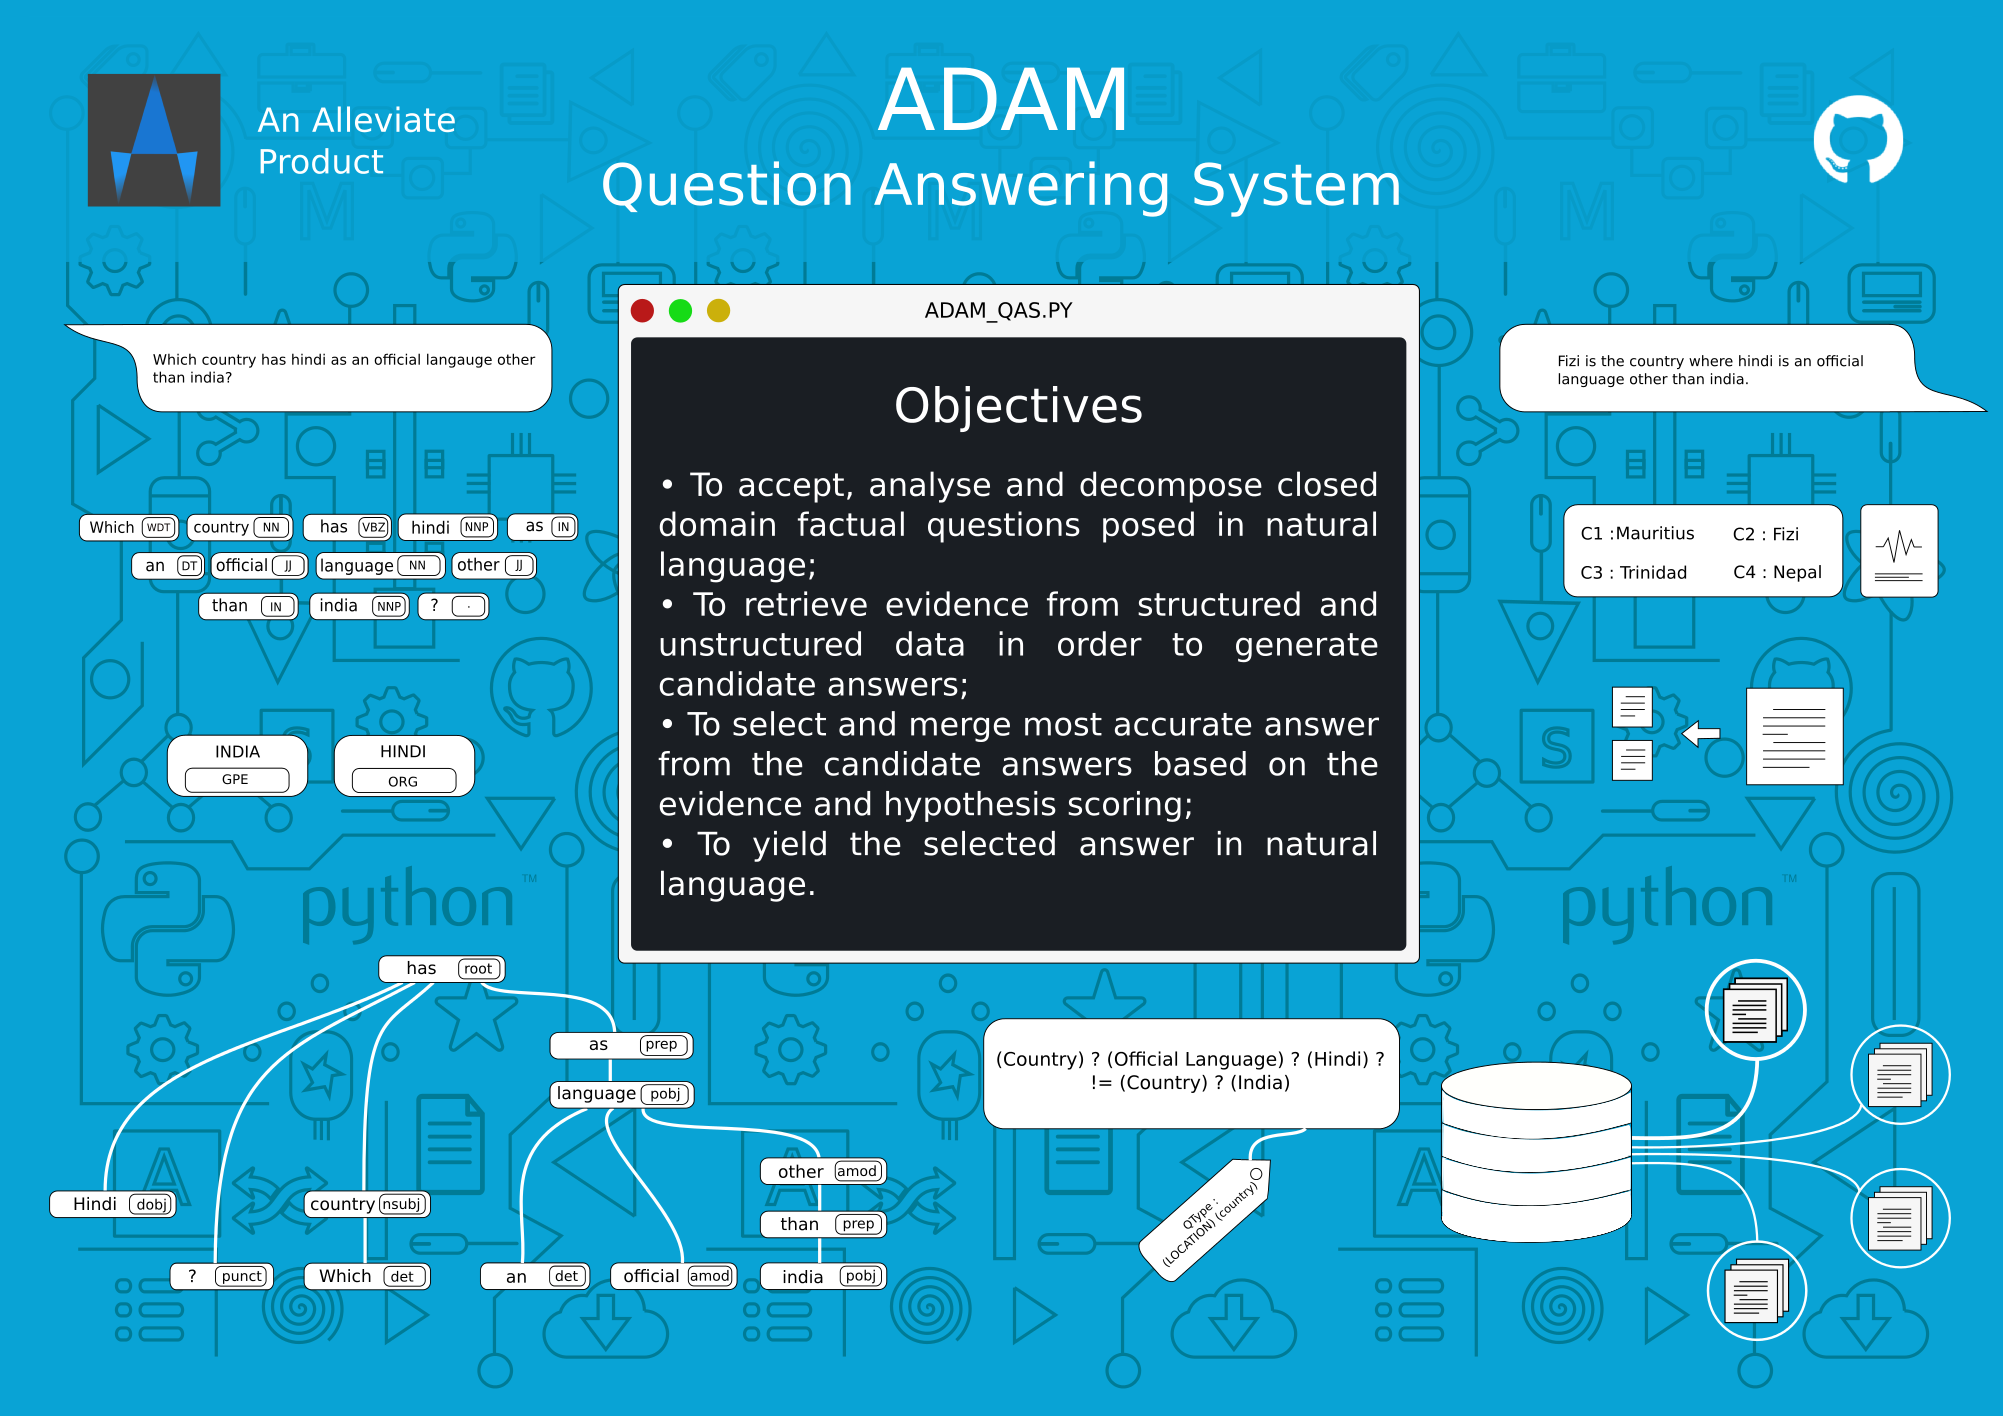 An Alleviate
Product
ADAM
Question Answering System
M
M
M
ADAM_QAS.PY
Which country has hindi as an official langauge other
than india?
Fizi is the country where hindi is an official
language other than india.
Objectives
• To accept, analyse and decompose closed
domain factual questions posed in natural
language;
• To retrieve evidence from structured and
unstructured data in order to generate
candidate answers;
• To select and merge most accurate answer
from the candidate answers based on the
evidence and hypothesis scoring;
• To yield the selected answer in natural
language.
Which WDT country NN has VBZ hindi NNP as IN
an DT official JJ language NN other JJ
than IN india NNP ? .
C1 :Mauritius C2 : Fizi
C3 : Trinidad C4 : Nepal
INDIA HINDI
GPE ORG
S
S
python TM
python TM
has root
as prep
language pobj
other amod
Hindi dobj country nsubj than prep
? punct Which det an det official amod india pobj
(Country) ? (Official Language) ? (Hindi) ?
!= (Country) ? (India)
QType :
(LOCATION) (country)
A
A
A